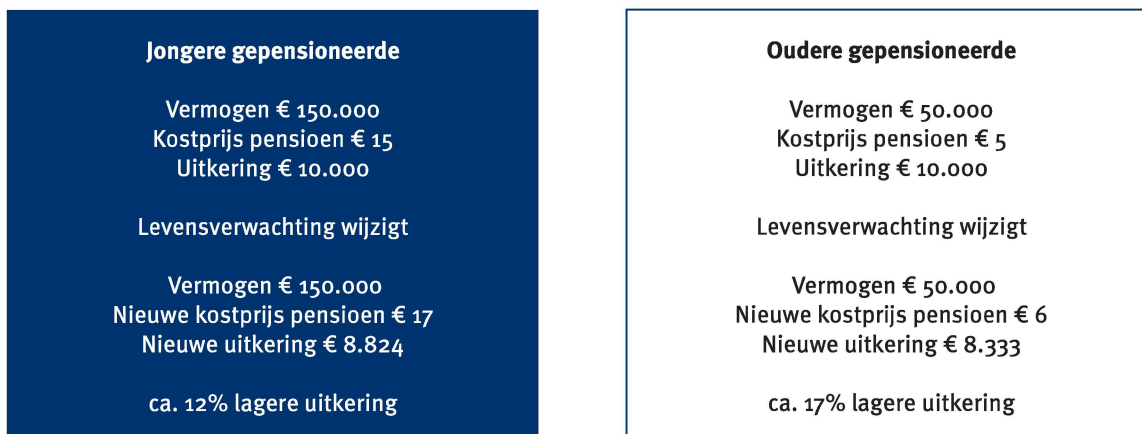 Jongere gepensioneerde
Vermogen € 150.000
Kostprijs pensioen € 15
Uitkering € 10.000
Levensverwachting wijzigt
Vermogen € 150.000
Nieuwe kostprijs pensioen € 17
Nieuwe uitkering € 8.824
ca. 12% lagere uitkering
Oudere gepensioneerde
Vermogen € 50.000
Kostprijs pensioen € 5
Uitkering € 10.000
Levensverwachting wijzigt
Vermogen € 50.000
Nieuwe kostprijs pensioen € 6
Nieuwe uitkering € 8.333
ca. 17% lagere uitkering